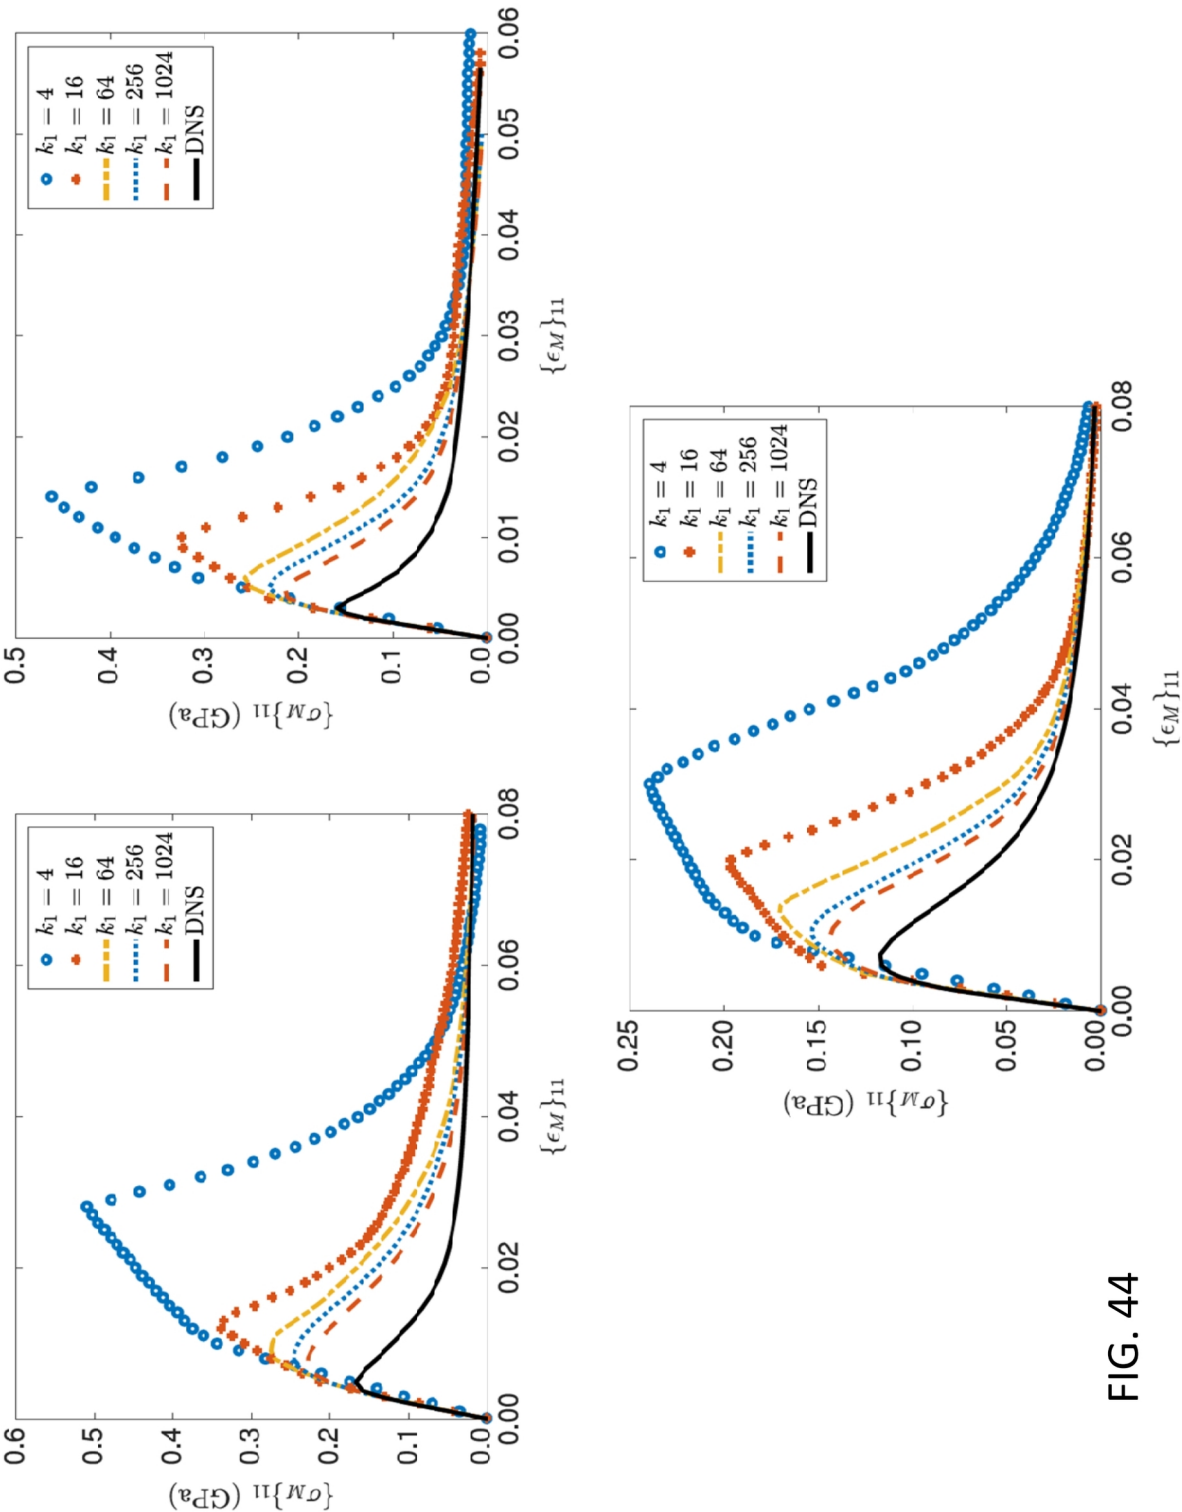 0.6
0.5
0.4
0.3
0.2
0.1
0.0
{σ_M}₁₁ (GPa)
0.00 0.02 0.04 0.06 0.08
{ϵ_M}₁₁
k₁ − 4
k₁ = 16
k₁ = 64
k₁ − 256
k₁ = 1024
DNS
0.5
0.4
0.3
0.2
0.1
0.0
{σ_M}₁₁ (GPa)
0.00 0.01 0.02 0.03 0.04 0.05 0.06
{ϵ_M}₁₁
k₁ − 4
k₁ = 16
k₁ = 64
k₁ − 256
k₁ = 1024
DNS
0.25
0.20
0.15
0.10
0.05
0.00
{σ_M}₁₁ (GPa)
0.00 0.02 0.04 0.06 0.08
{ϵ_M}₁₁
k₁ = 4
k₁ = 16
k₁ = 64
k₁ = 256
k₁ = 1024
DNS
FIG. 44